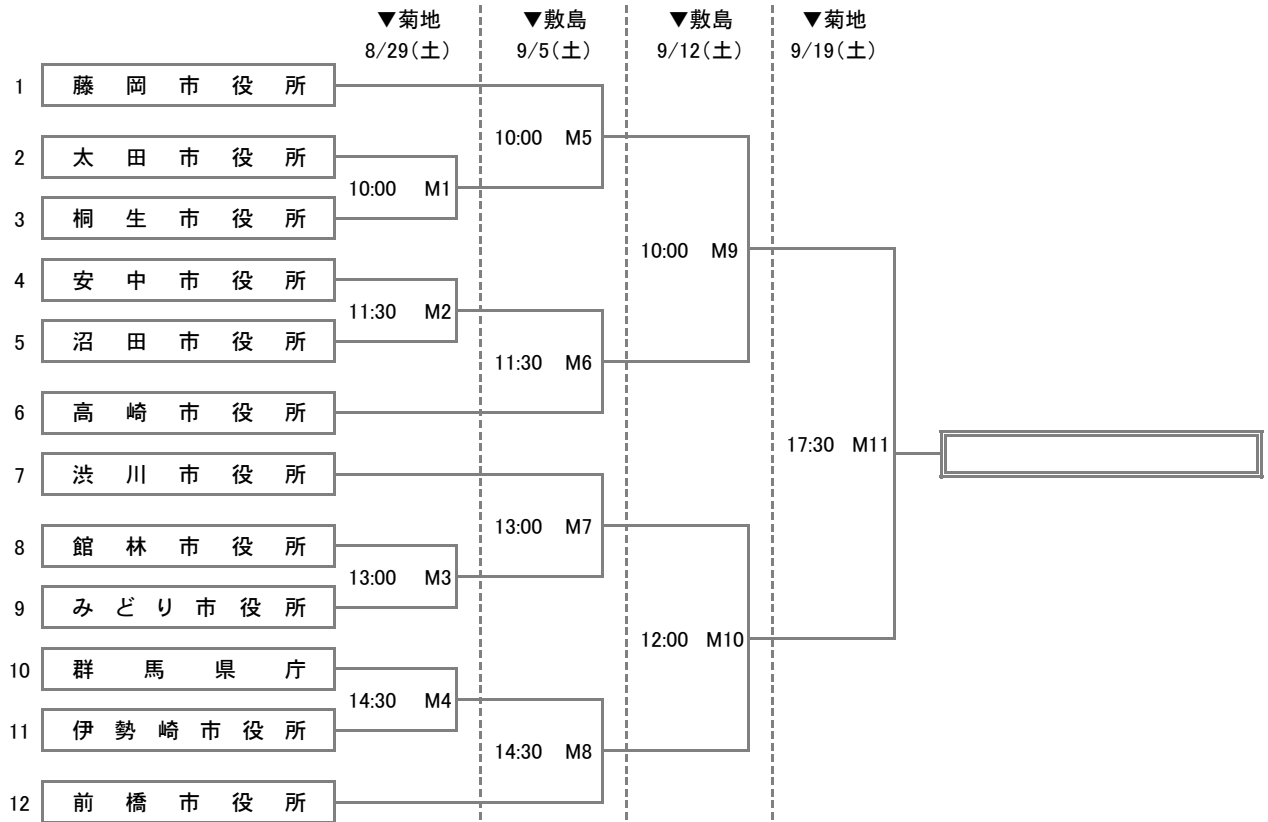 ▼菊地 ▼敷島 ▼敷島 ▼菊地
8/29(土) 9/5(土) 9/12(土) 9/19(土)
1 藤岡市役所
10:00 M5
2 太田市役所
10:00 M1
3 桐生市役所
10:00 M9
4 安中市役所
11:30 M2
5 沼田市役所
11:30 M6
6 高崎市役所
17:30 M11
7 渋川市役所
13:00 M7
8 館林市役所
13:00 M3
9 みどり市役所
12:00 M10
10 群馬県庁
14:30 M4
11 伊勢崎市役所
14:30 M8
12 前橋市役所